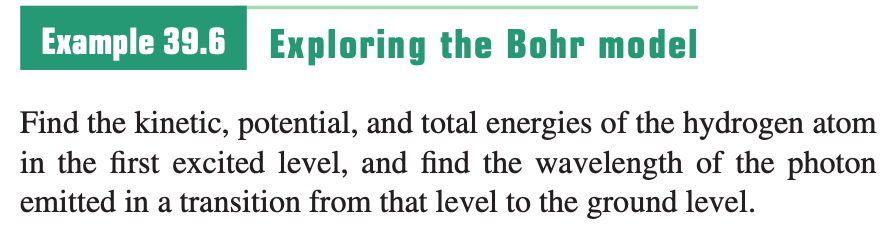 Example 39.6 Exploring the Bohr model
Find the kinetic, potential, and total energies of the hydrogen atom
in the first excited level, and find the wavelength of the photon
emitted in a transition from that level to the ground level.